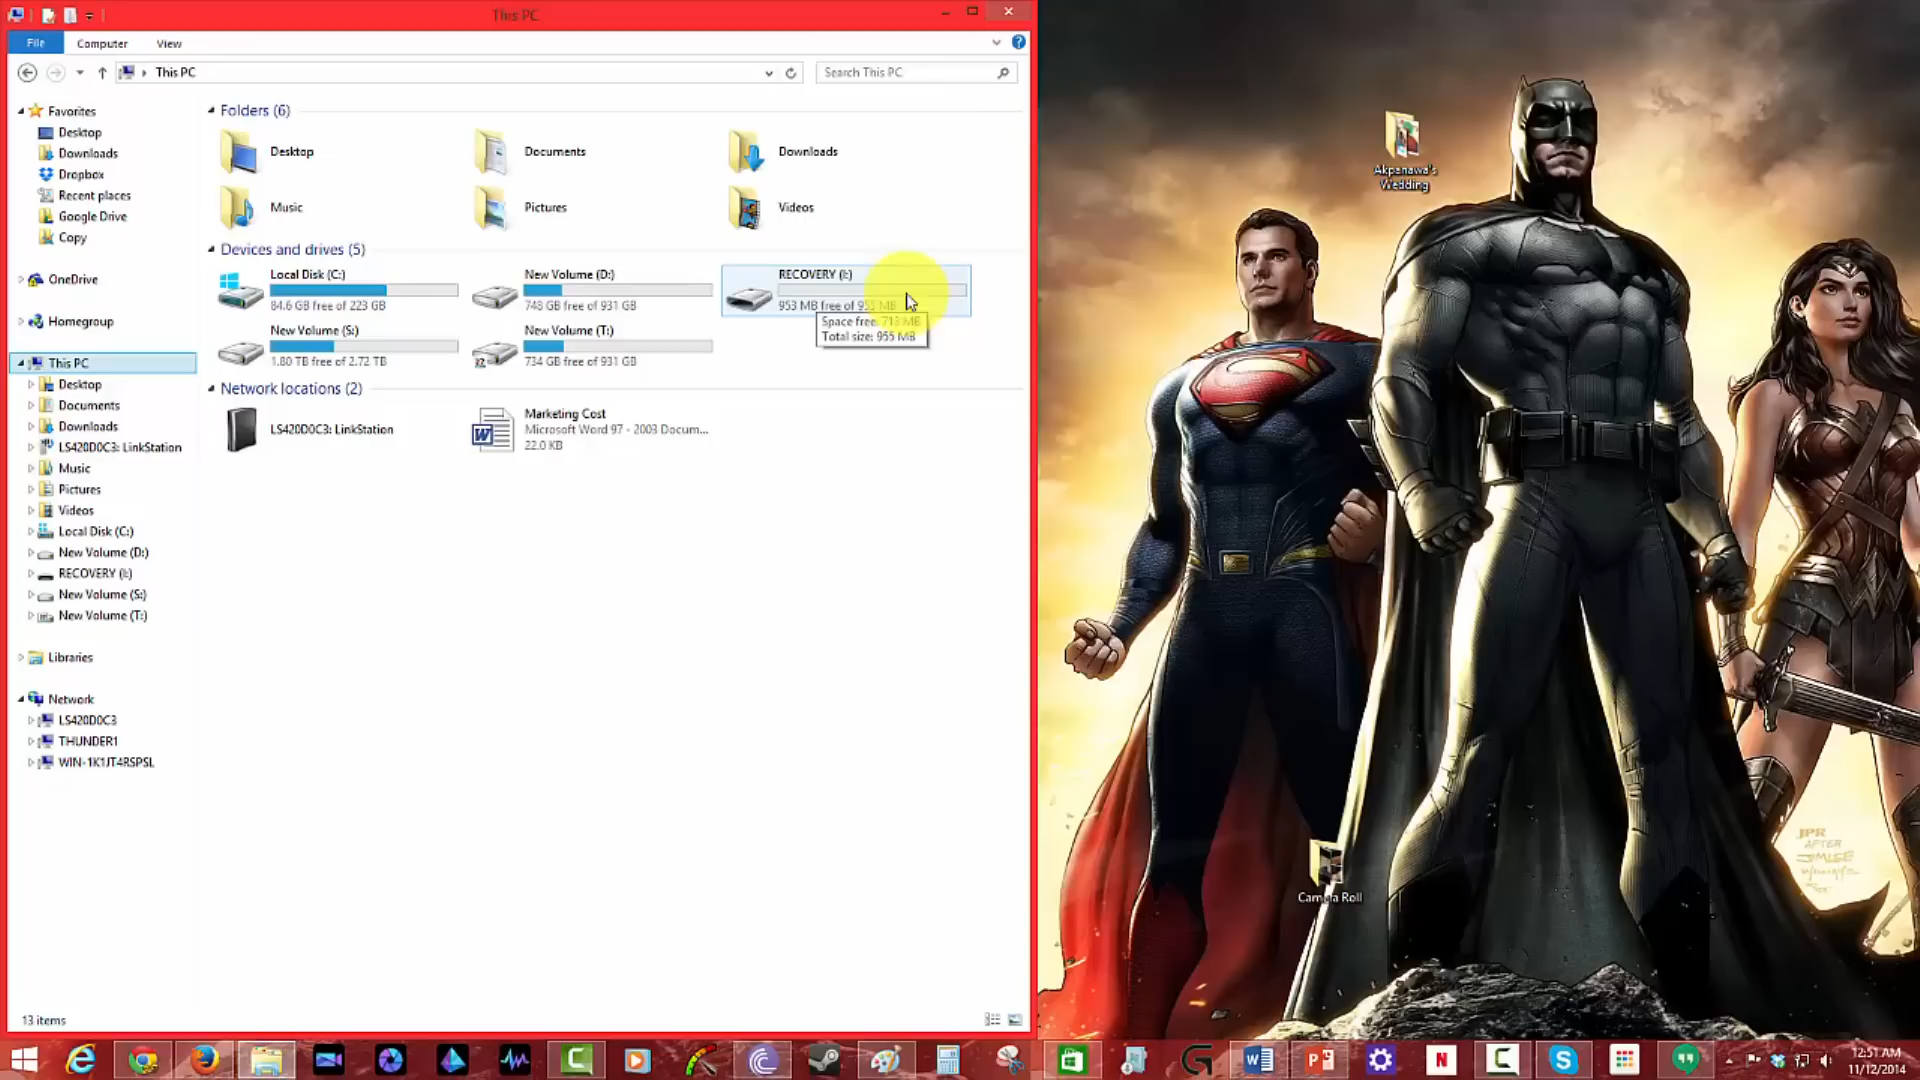 This PC
File Computer View
This PC
Search This PC
Favorites
Desktop
Downloads
Dropbox
Recent places
Google Drive
Copy
OneDrive
Homegroup
This PC
Desktop
Documents
Downloads
LS420D0C3: LinkStation
Music
Pictures
Videos
Local Disk (C:)
New Volume (D:)
RECOVERY (I:)
New Volume (S:)
New Volume (T:)
Libraries
Network
LS420D0C3
THUNDER1
WIN-1K1JT4RSPSL
Folders (6)
Desktop
Documents
Downloads
Music
Pictures
Videos
Devices and drives (5)
Local Disk (C:)
84.6 GB free of 223 GB
New Volume (D:)
748 GB free of 931 GB
RECOVERY (I:)
953 MB free of 955 MB
Space free: 713 MB
Total size: 955 MB
New Volume (S:)
1.80 TB free of 2.72 TB
New Volume (T:)
734 GB free of 931 GB
Network locations (2)
LS420D0C3: LinkStation
Marketing Cost
Microsoft Word 97 - 2003 Docum...
22.0 KB
13 items
Akpanawa's
Wedding
Camera Roll
JPR
AFTER
12:51 AM
11/12/2014